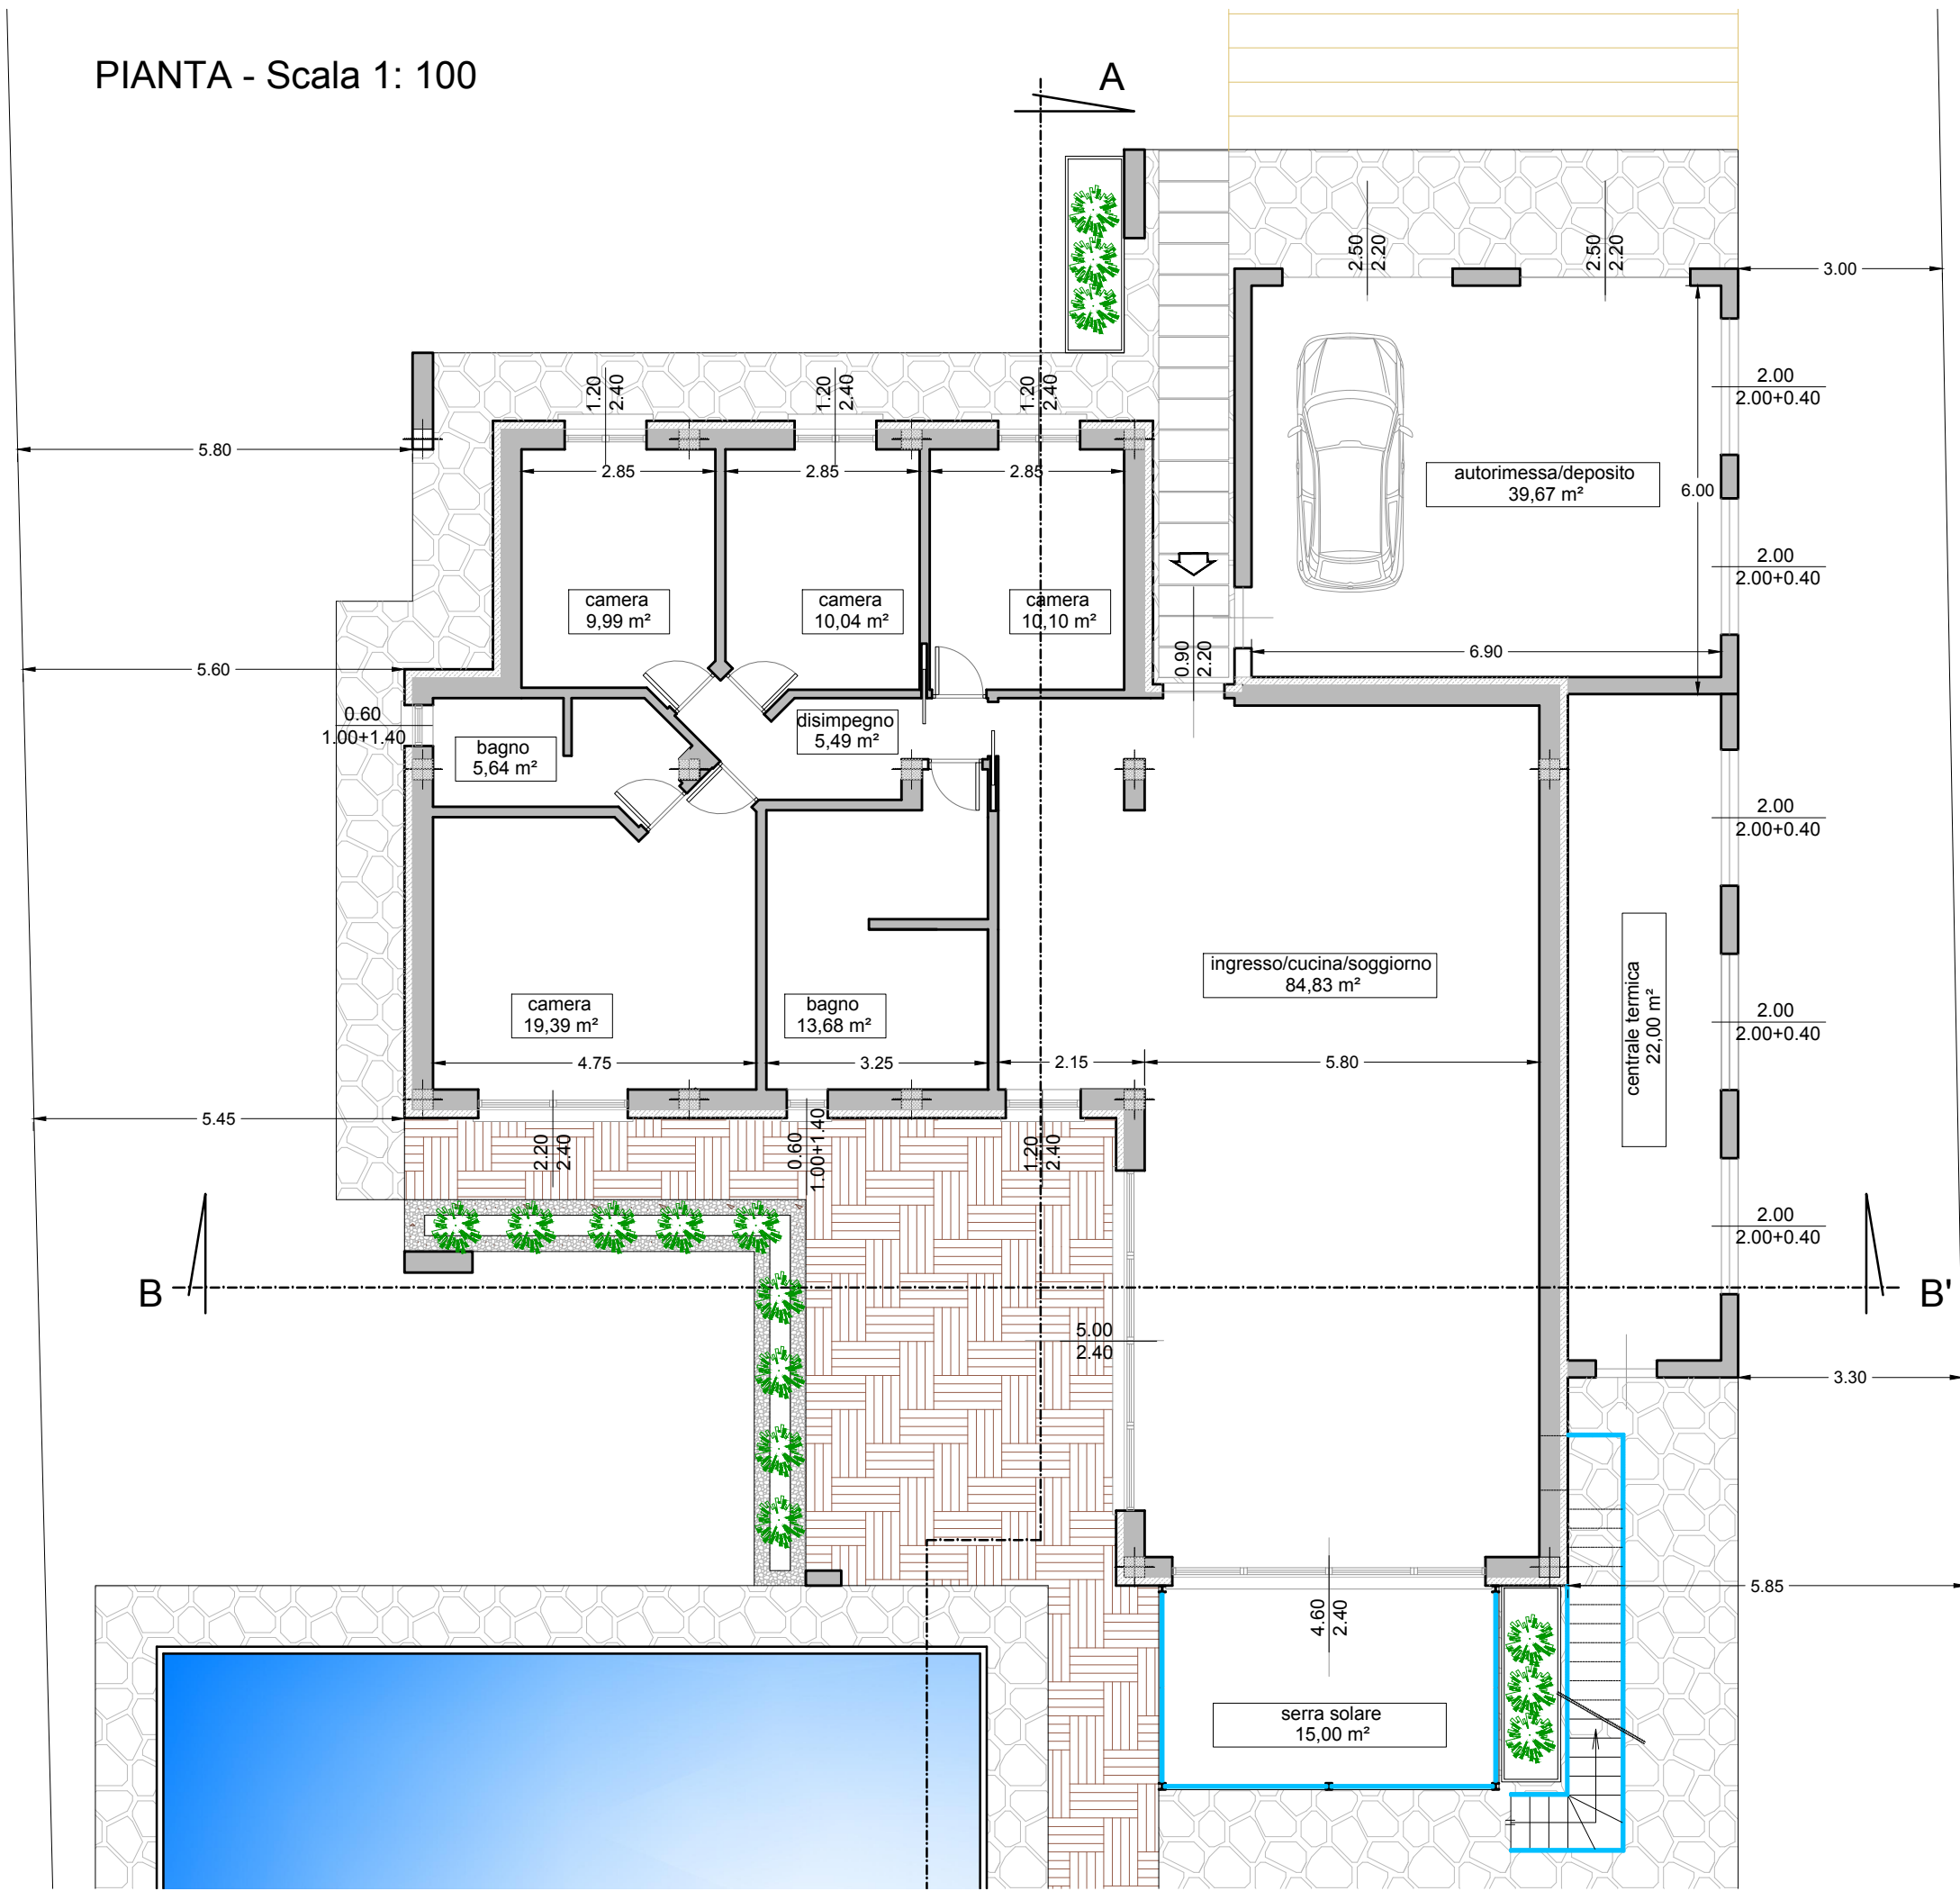 PIANTA - Scala 1: 100
A
2.50
2.20
2.50
2.20
3.00
1.20
2.40
1.20
2.40
1.20
2.40
2.00
2.00+0.40
5.80
2.85
2.85
2.85
autorimessa/deposito
39,67 m²
6.00
2.00
2.00+0.40
camera
9,99 m²
camera
10,04 m²
camera
10,10 m²
5.60
0.90
2.20
6.90
0.60
1.00+1.40
bagno
5,64 m²
disimpegno
5,49 m²
2.00
2.00+0.40
ingresso/cucina/soggiorno
84,83 m²
camera
19,39 m²
bagno
13,68 m²
centrale termica
22,00 m²
2.00
2.00+0.40
4.75
3.25
2.15
5.80
5.45
2.20
2.40
0.60
1.00+1.40
1.20
2.40
2.00
2.00+0.40
B
B'
5.00
2.40
3.30
5.85
4.60
2.40
serra solare
15,00 m²